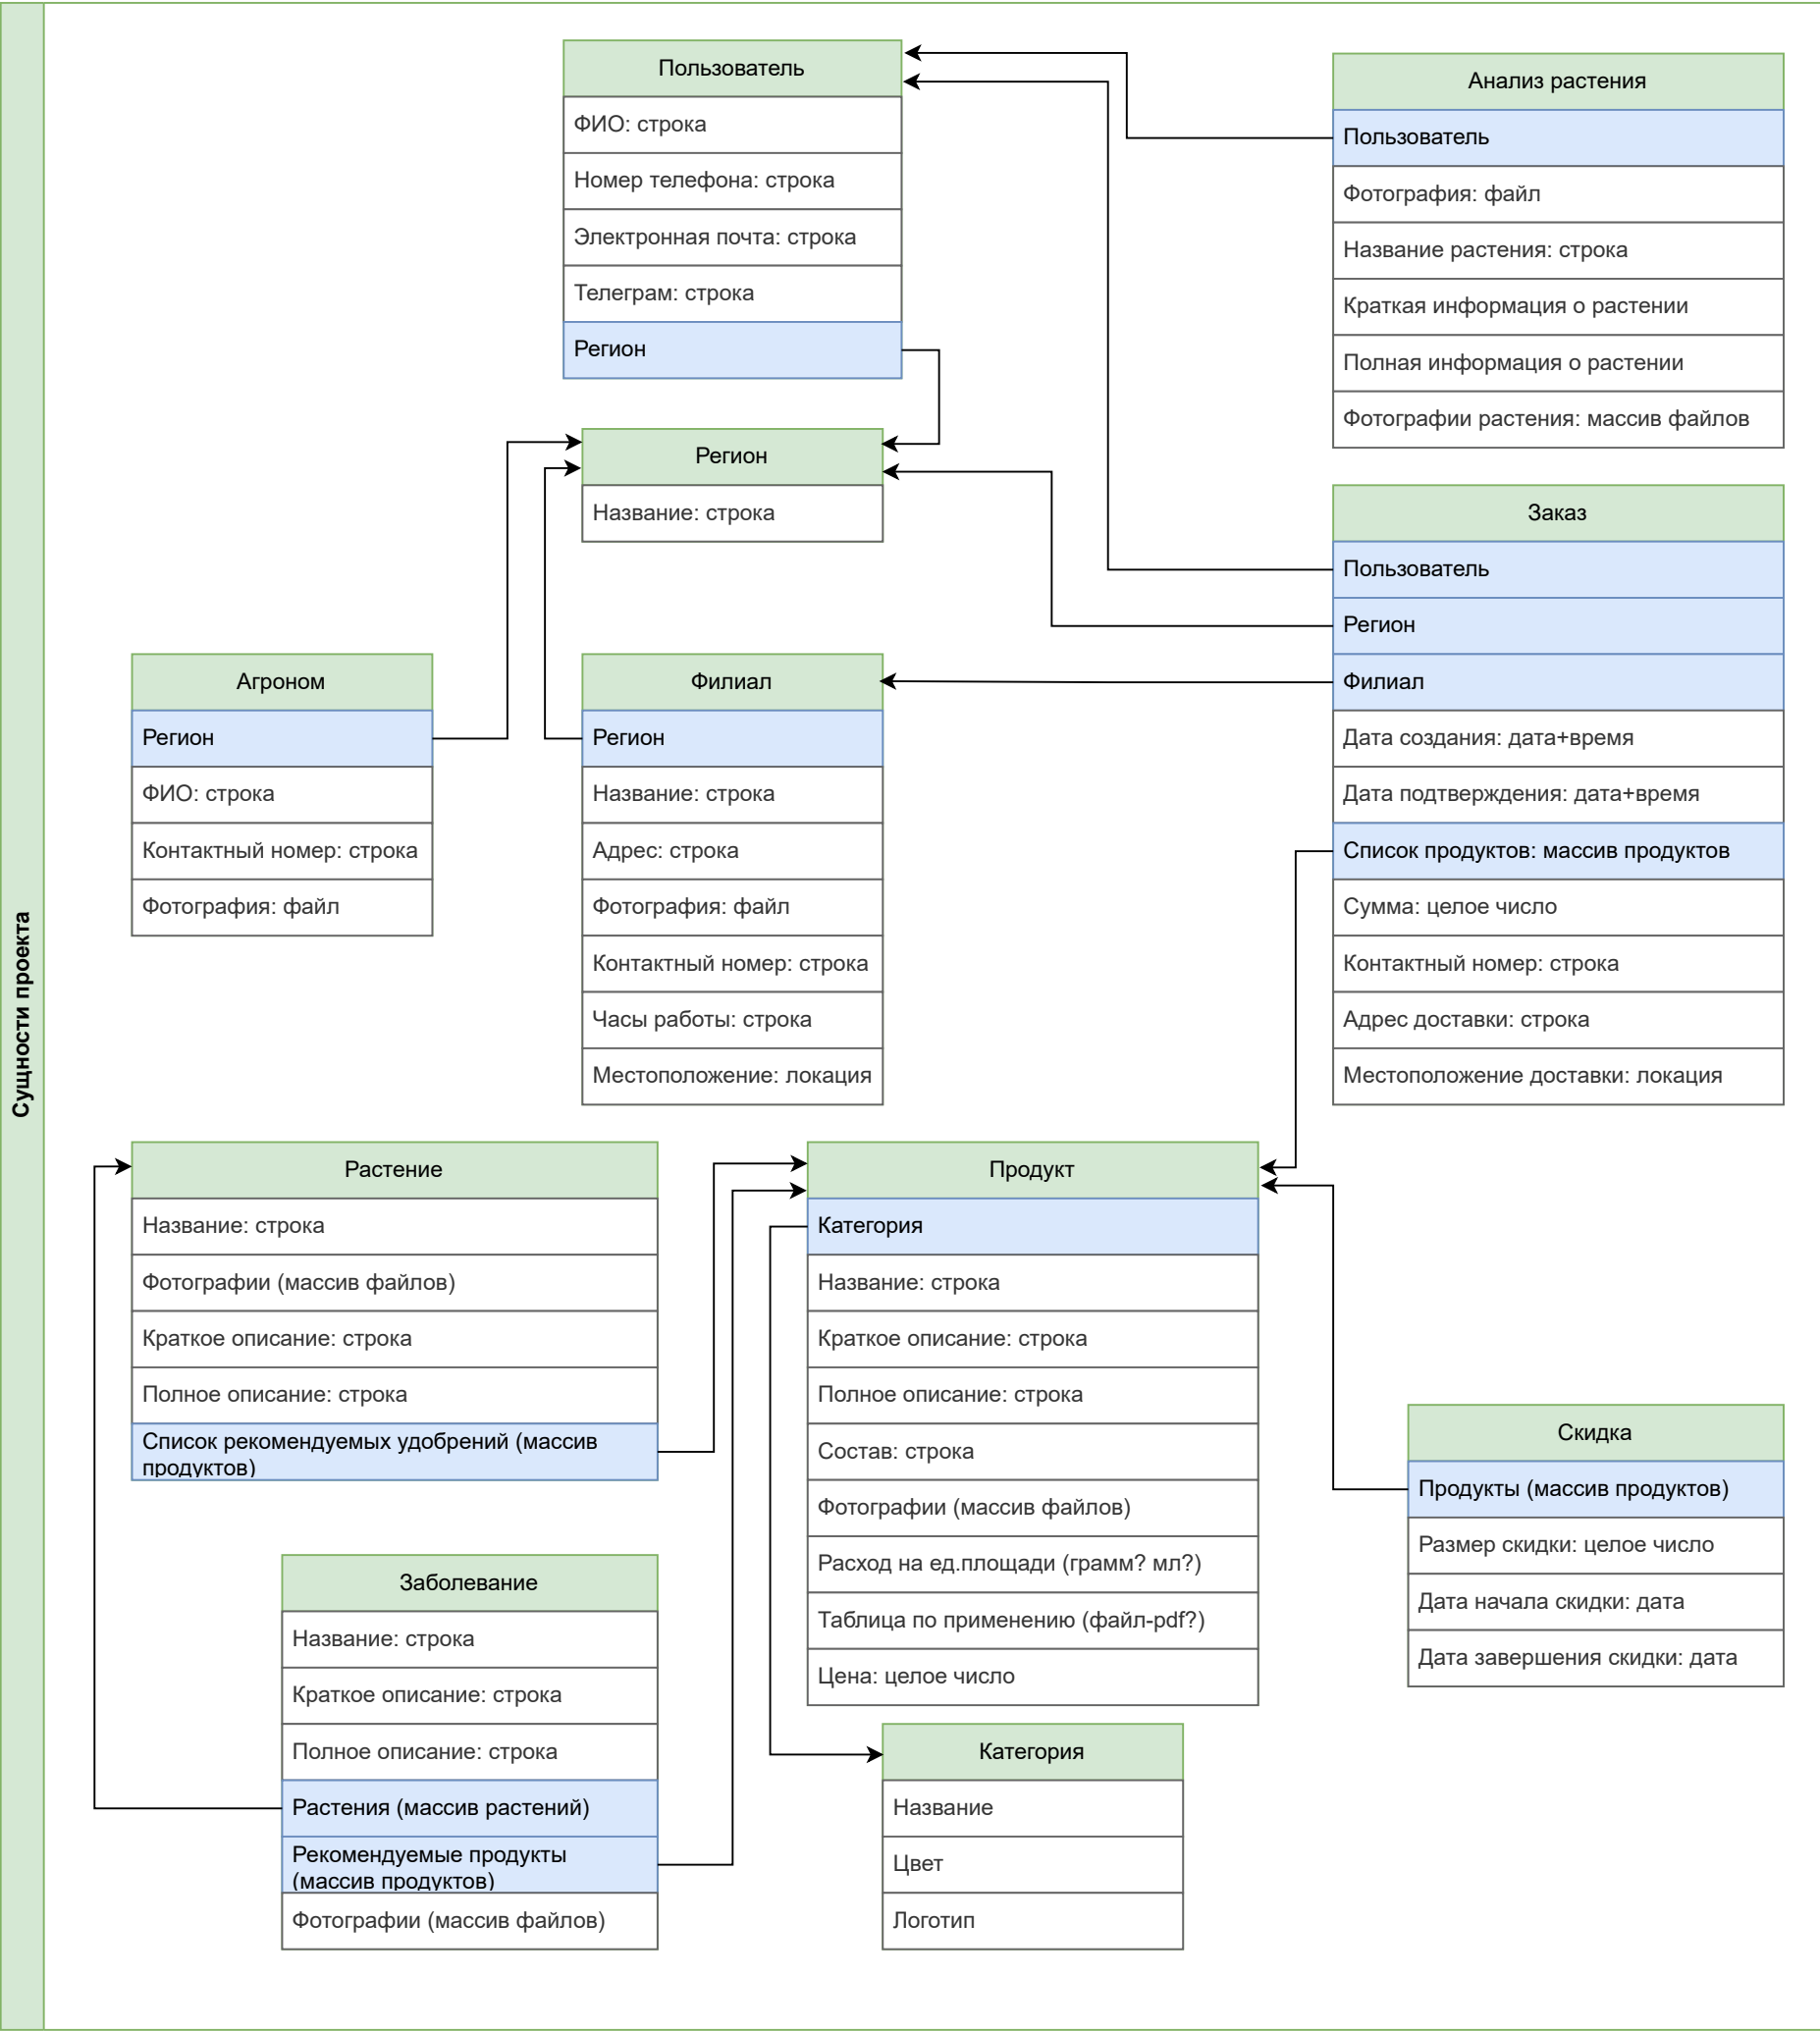 Сущности проекта
Пользователь
ФИО: строка
Номер телефона: строка
Электронная почта: строка
Телеграм: строка
Регион
Анализ растения
Пользователь
Фотография: файл
Название растения: строка
Краткая информация о растении
Полная информация о растении
Фотографии растения: массив файлов
Регион
Название: строка
Заказ
Пользователь
Регион
Филиал
Дата создания: дата+время
Дата подтверждения: дата+время
Список продуктов: массив продуктов
Сумма: целое число
Контактный номер: строка
Адрес доставки: строка
Местоположение доставки: локация
Агроном
Регион
ФИО: строка
Контактный номер: строка
Фотография: файл
Филиал
Регион
Название: строка
Адрес: строка
Фотография: файл
Контактный номер: строка
Часы работы: строка
Местоположение: локация
Растение
Название: строка
Фотографии (массив файлов)
Краткое описание: строка
Полное описание: строка
Список рекомендуемых удобрений (массив
продуктов)
Продукт
Категория
Название: строка
Краткое описание: строка
Полное описание: строка
Состав: строка
Фотографии (массив файлов)
Расход на ед.площади (грамм? мл?)
Таблица по применению (файл-pdf?)
Цена: целое число
Скидка
Продукты (массив продуктов)
Размер скидки: целое число
Дата начала скидки: дата
Дата завершения скидки: дата
Заболевание
Название: строка
Краткое описание: строка
Полное описание: строка
Растения (массив растений)
Рекомендуемые продукты
(массив продуктов)
Фотографии (массив файлов)
Категория
Название
Цвет
Логотип